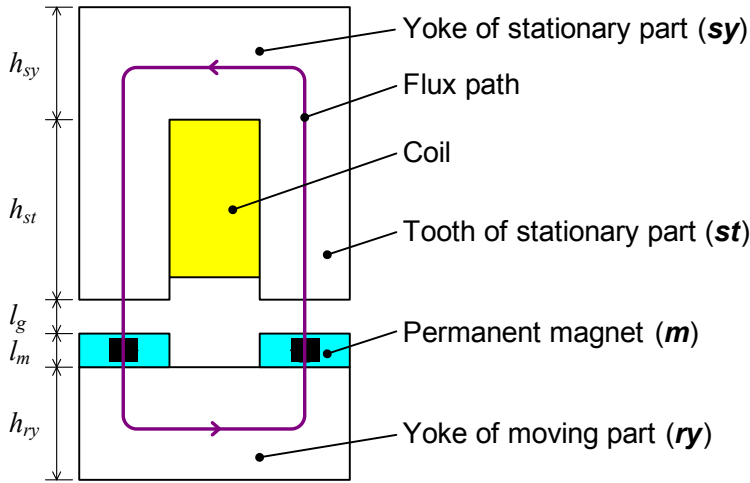 Yoke of stationary part (sy)
h_sy
Flux path
Coil
h_st
Tooth of stationary part (st)
l_g
Permanent magnet (m)
l_m
h_ry
Yoke of moving part (ry)